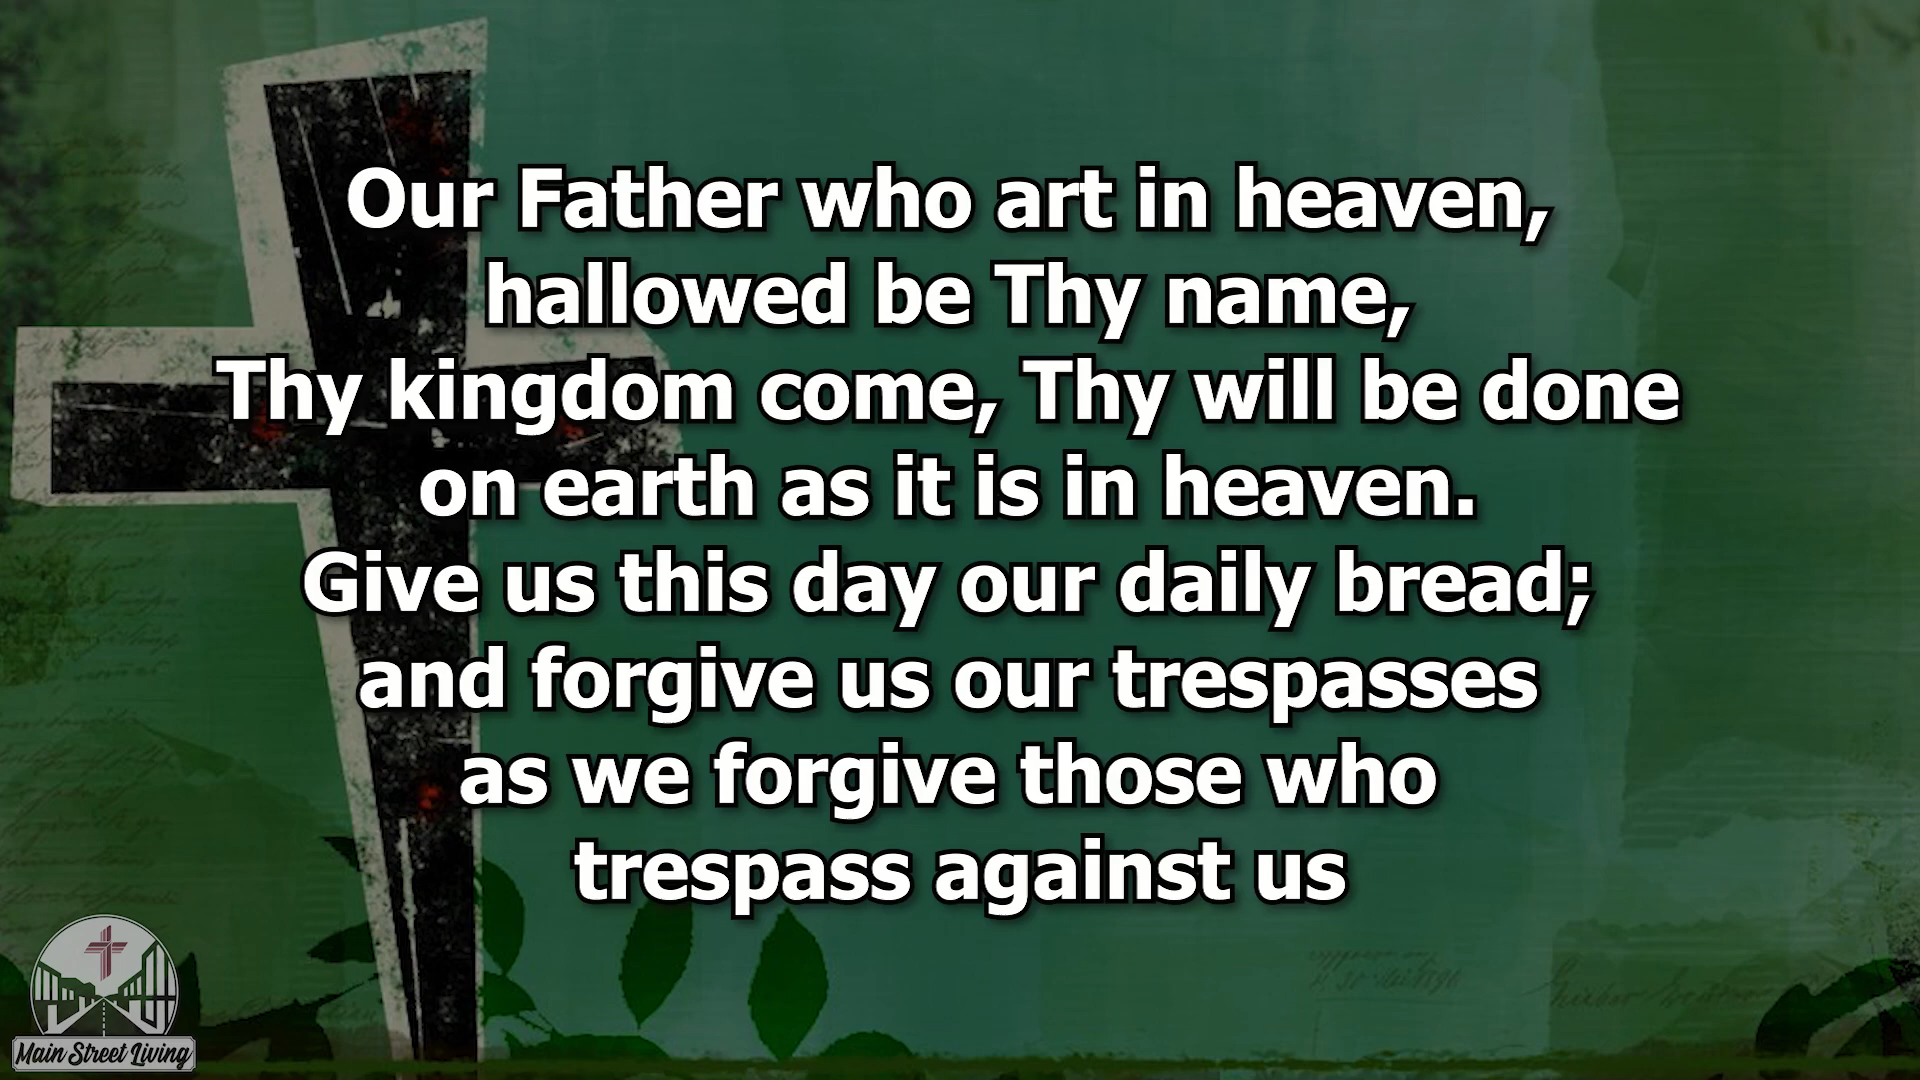 Our Father who art in heaven,
hallowed be Thy name,
Thy kingdom come, Thy will be done
on earth as it is in heaven.
Give us this day our daily bread;
and forgive us our trespasses
as we forgive those who
trespass against us
Main Street Living